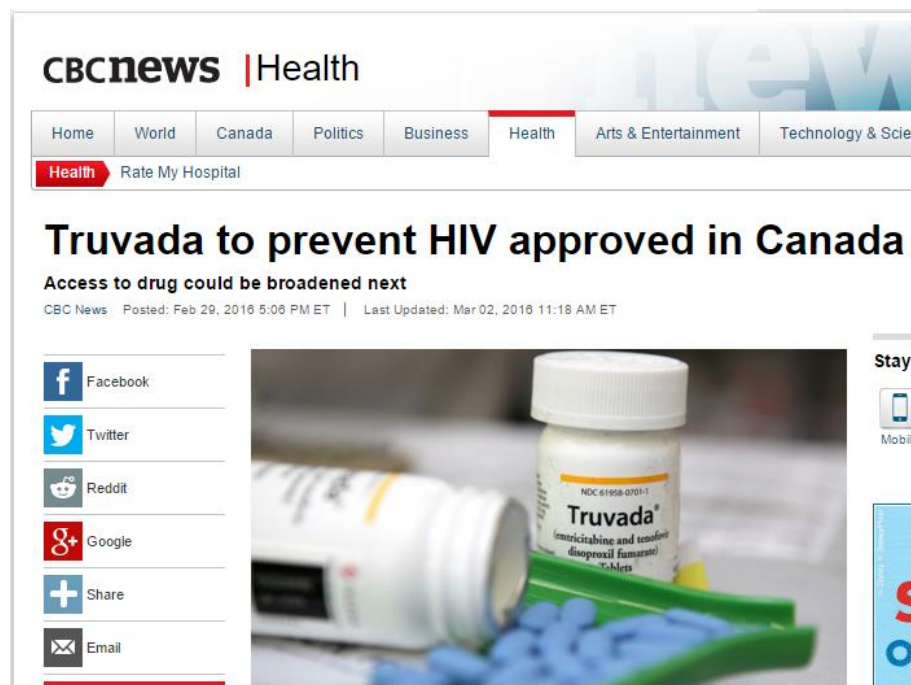 CBCnews | Health
Home World Canada Politics Business Health Arts & Entertainment Technology & Scie
Health Rate My Hospital
Truvada to prevent HIV approved in Canada
Access to drug could be broadened next
CBC News Posted: Feb 29, 2016 5:06 PM ET | Last Updated: Mar 02, 2016 11:18 AM ET
Facebook
Twitter
Reddit
Google
Share
Email
Stay
Mobil
NDC 61958-0701-1
Truvada®
(emtricitabine and tenofovir
disoproxil fumarate)
Tablets